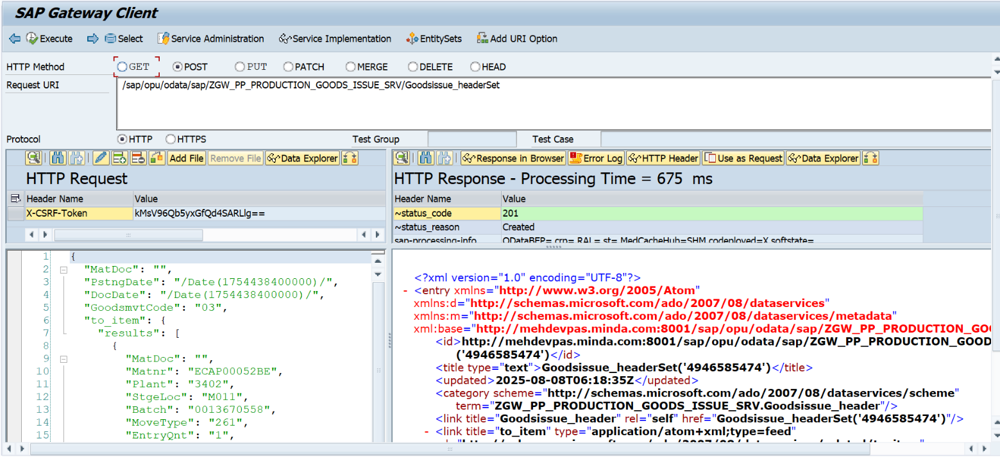 SAP Gateway Client
Execute Select Service Administration Service Implementation EntitySets Add URI Option
HTTP Method GET POST PUT PATCH MERGE DELETE HEAD
Request URI /sap/opu/odata/sap/ZGW_PP_PRODUCTION_GOODS_ISSUE_SRV/Goodsissue_headerSet
Protocol HTTP HTTPS Test Group Test Case
Add File Remove File Data Explorer
HTTP Request
Header Name Value
X-CSRF-Token kMsV96Qb5yxGfQd4SARLlg==
1 {
2 "MatDoc": "",
3 "PstngDate": "/Date(1754438400000)/",
4 "DocDate": "/Date(1754438400000)/",
5 "GoodsmvtCode": "03",
6 "to_item": {
7 "results": [
8 {
9 "MatDoc": "",
10 "Matnr": "ECAP00052BE",
11 "Plant": "3402",
12 "StgeLoc": "M011",
13 "Batch": "0013670558",
14 "MoveType": "261",
15 "EntryQnt": "1",
Response in Browser Error Log HTTP Header Use as Request Data Explorer
HTTP Response - Processing Time = 675 ms
Header Name Value
~status_code 201
~status_reason Created
sap-processing-info ODataBEP= crp= RAL= st= MedCacheHub=SHM codeployed=X softstate=
<?xml version="1.0" encoding="UTF-8"?>
- <entry xmlns="http://www.w3.org/2005/Atom"
xmlns:d="http://schemas.microsoft.com/ado/2007/08/dataservices"
xmlns:m="http://schemas.microsoft.com/ado/2007/08/dataservices/metadata"
xml:base="http://mehdevpas.minda.com:8001/sap/opu/odata/sap/ZGW_PP_PRODUCTION_GO
<id>http://mehdevpas.minda.com:8001/sap/opu/odata/sap/ZGW_PP_PRODUCTION_GOOD
('4946585474')</id>
<title type="text">Goodsissue_headerSet('4946585474')</title>
<updated>2025-08-08T06:18:35Z</updated>
<category scheme="http://schemas.microsoft.com/ado/2007/08/dataservices/scheme"
term="ZGW_PP_PRODUCTION_GOODS_ISSUE_SRV.Goodsissue_header"/>
<link title="Goodsissue_header" rel="self" href="Goodsissue_headerSet('4946585474')"/>
- <link title="to_item" type="application/atom+xml;type=feed"